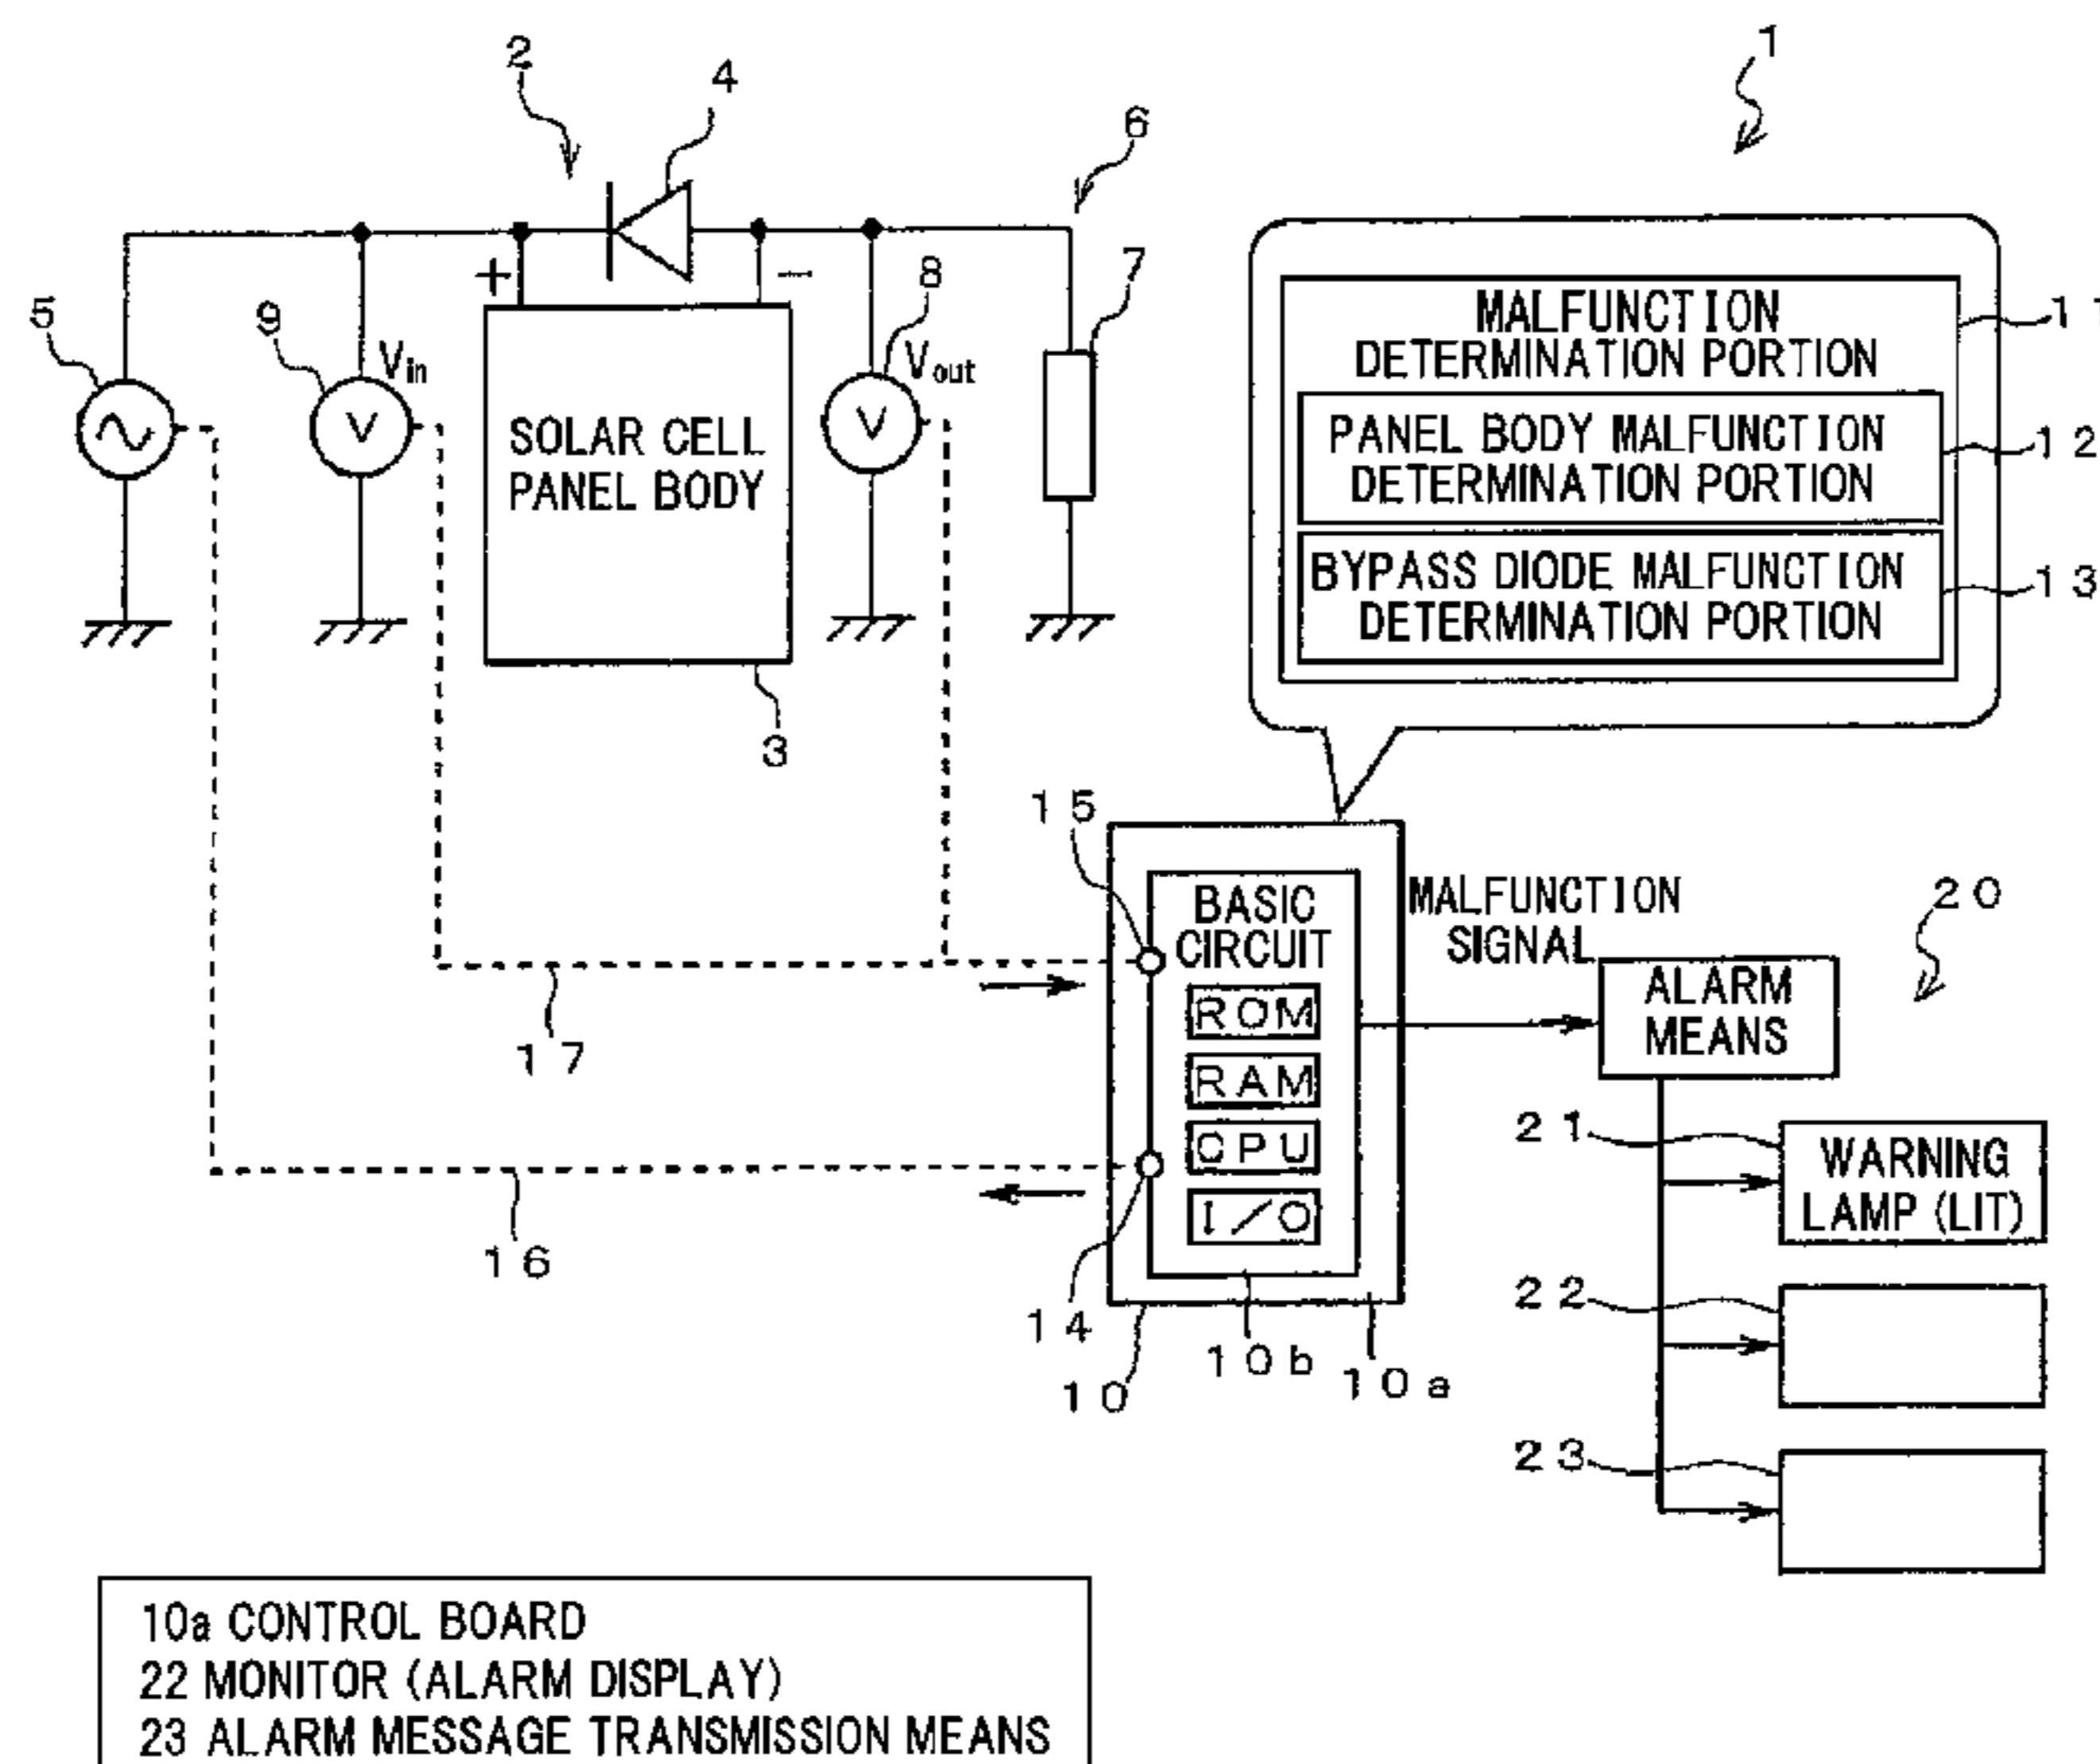 1
2
4
6
+
−
8
7
5
9
Vin
Vout
V
V
SOLAR CELL
PANEL BODY
3
MALFUNCTION
DETERMINATION PORTION
11
PANEL BODY MALFUNCTION
DETERMINATION PORTION
12
BYPASS DIODE MALFUNCTION
DETERMINATION PORTION
13
15
BASIC
CIRCUIT
ROM
RAM
CPU
I/O
17
16
14
10
10b
10a
MALFUNCTION
SIGNAL
20
ALARM
MEANS
21
WARNING
LAMP (LIT)
22
23
10a CONTROL BOARD
22 MONITOR (ALARM DISPLAY)
23 ALARM MESSAGE TRANSMISSION MEANS